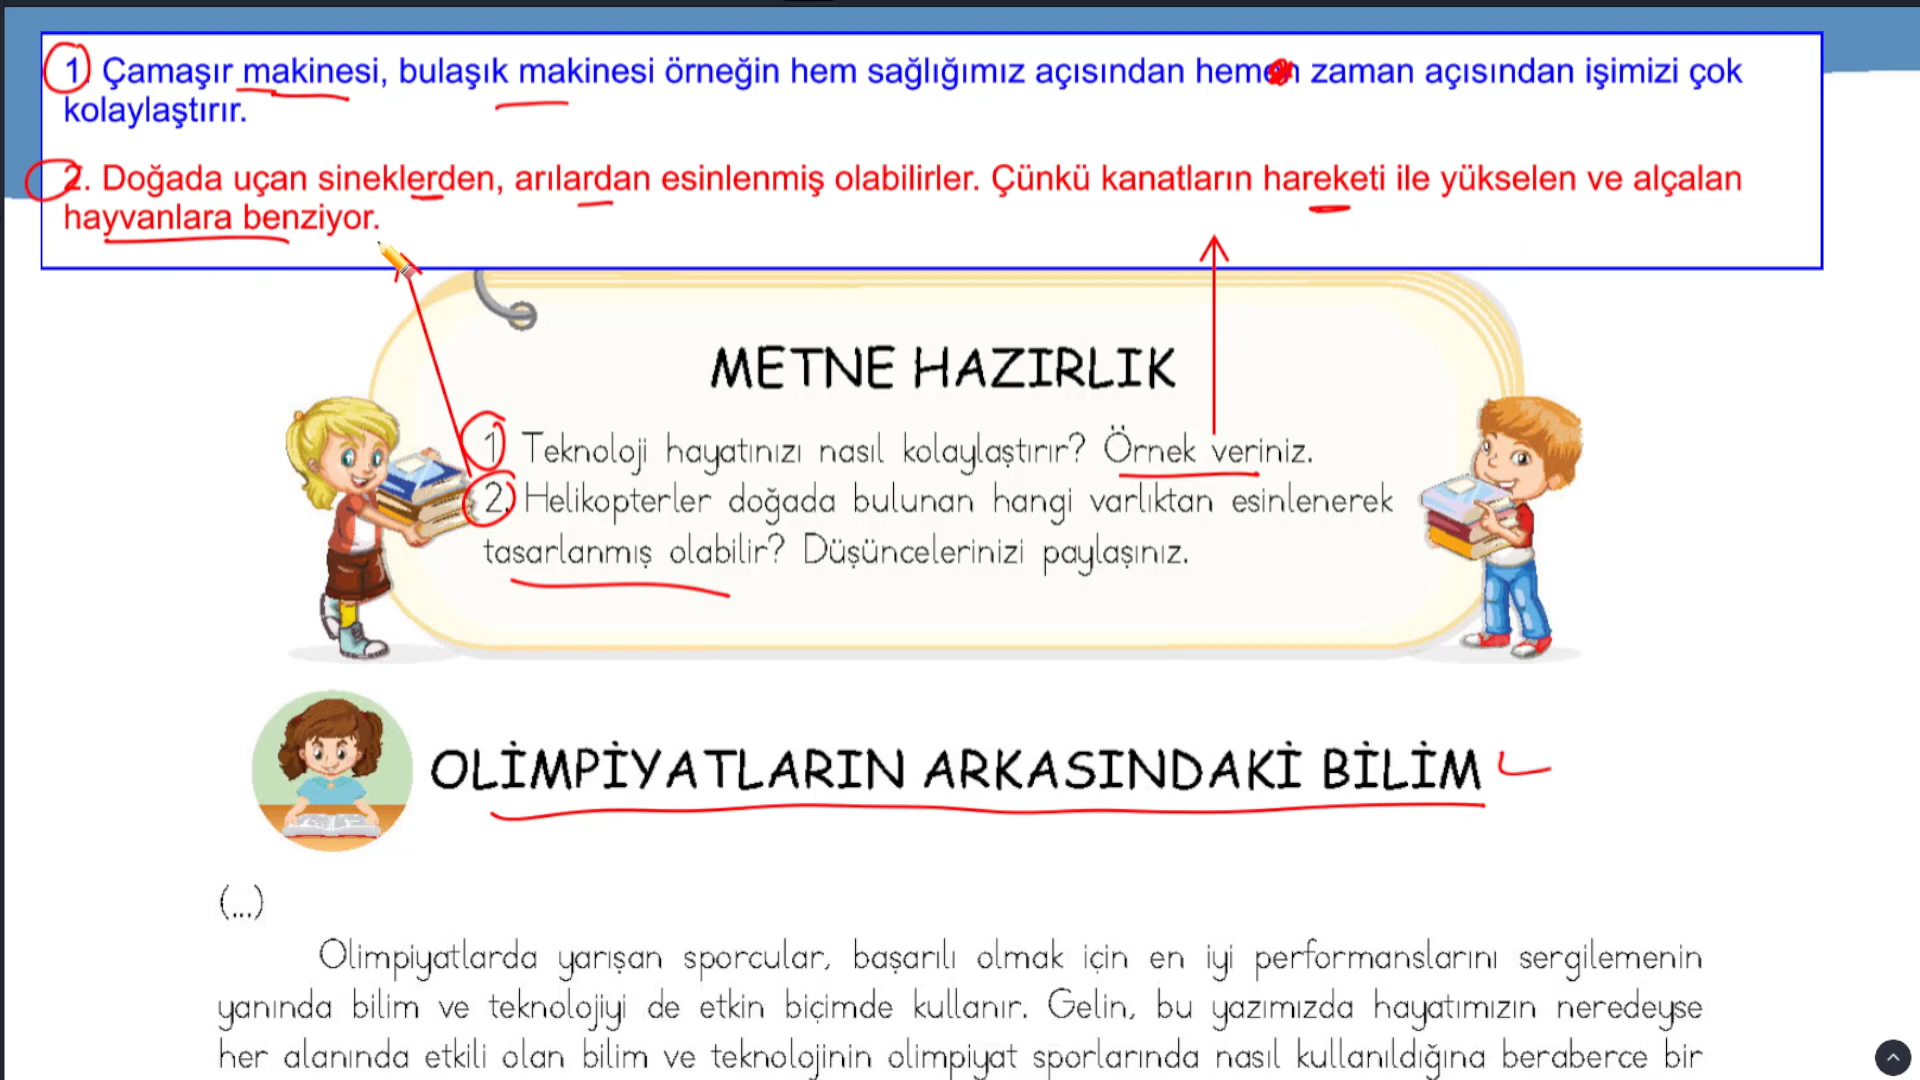 1. Çamaşır makinesi, bulaşık makinesi örneğin hem sağlığımız açısından hem zaman açısından işimizi çok
kolaylaştırır.
2. Doğada uçan sineklerden, arılardan esinlenmiş olabilirler. Çünkü kanatların hareketi ile yükselen ve alçalan
hayvanlara benziyor.
METNE HAZIRLIK
1. Teknoloji hayatınızı nasıl kolaylaştırır? Örnek veriniz.
2. Helikopterler doğada bulunan hangi varlıktan esinlenerek
tasarlanmış olabilir? Düşüncelerinizi paylaşınız.
OLİMPİYATLARIN ARKASINDAKİ BİLİM
(...)
Olimpiyatlarda yarışan sporcular, başarılı olmak için en iyi performanslarını sergilemenin
yanında bilim ve teknolojiyi de etkin biçimde kullanır. Gelin, bu yazımızda hayatımızın neredeyse
her alanında etkili olan bilim ve teknolojinin olimpiyat sporlarında nasıl kullanıldığına beraberce bir